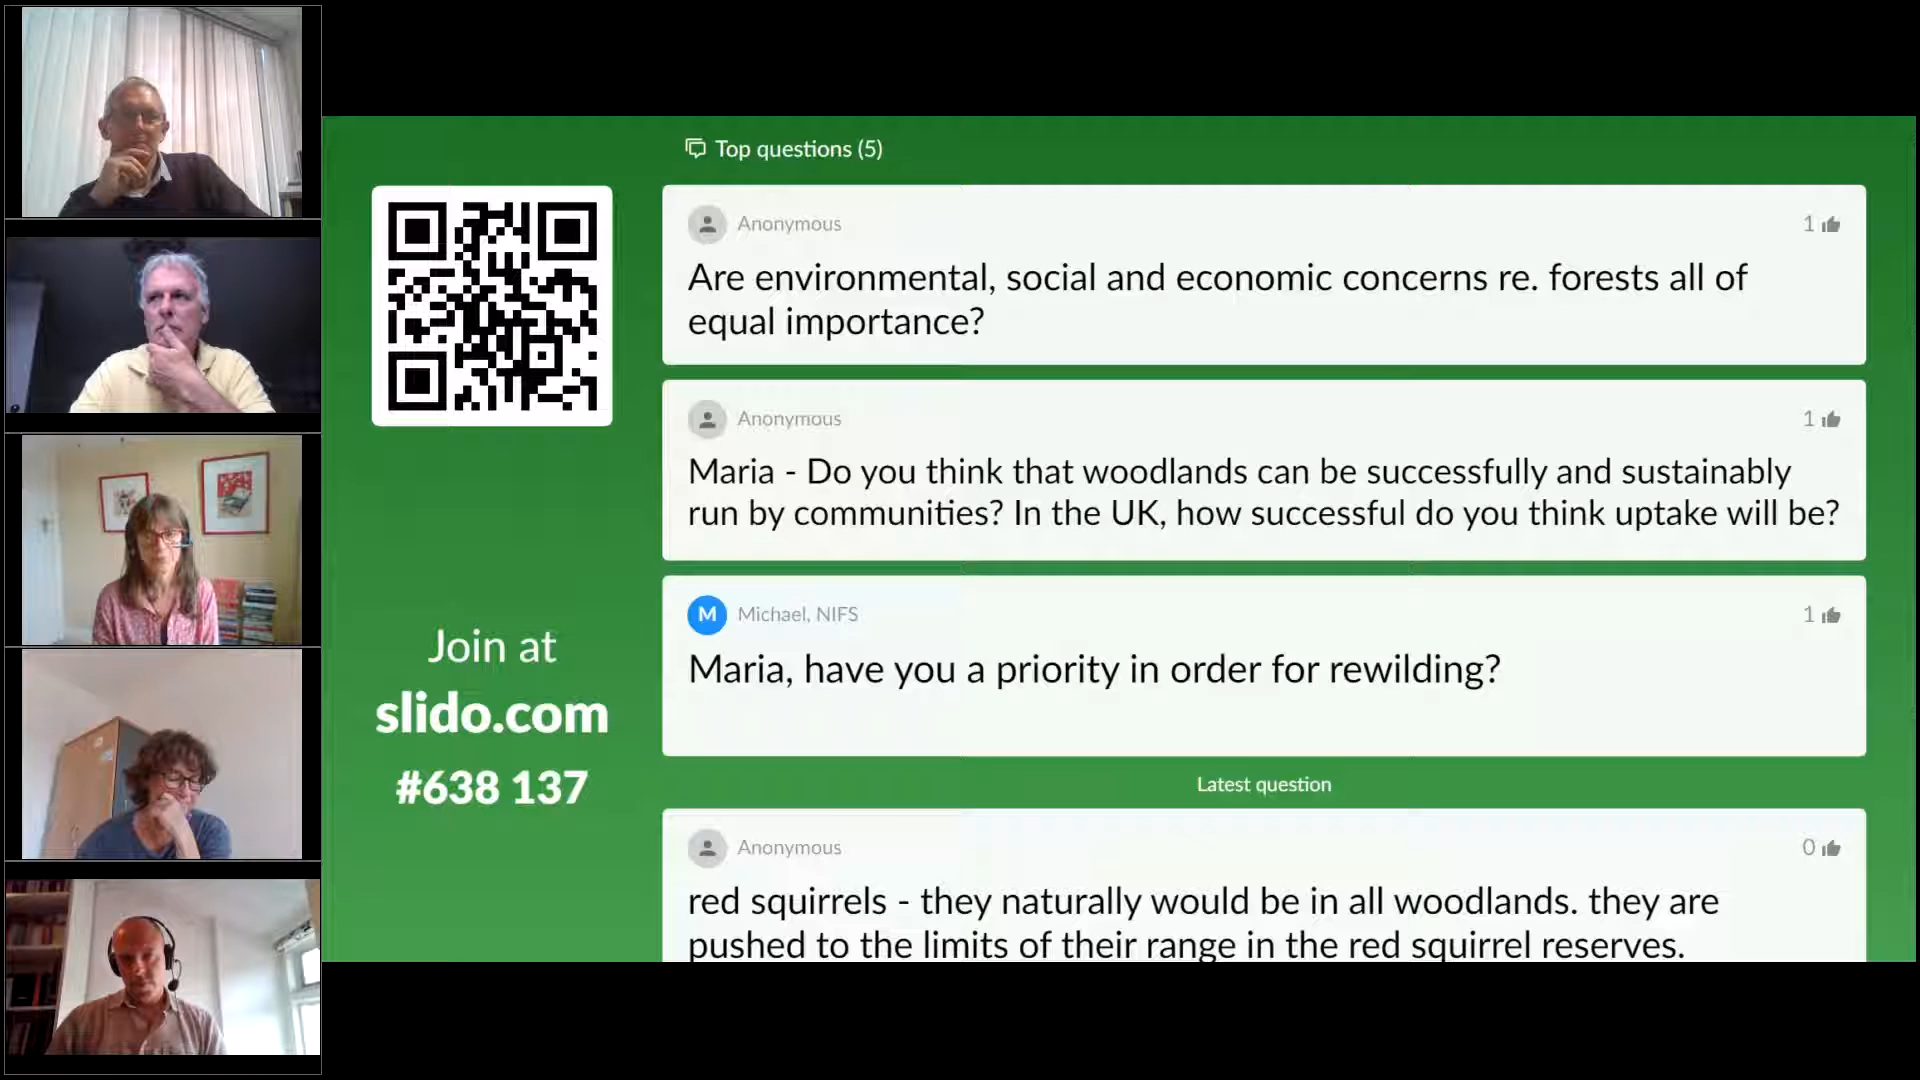 Top questions (5)
Anonymous
1
Are environmental, social and economic concerns re. forests all of
equal importance?
Anonymous
1
Maria - Do you think that woodlands can be successfully and sustainably
run by communities? In the UK, how successful do you think uptake will be?
M
Michael, NIFS
1
Maria, have you a priority in order for rewilding?
Join at
slido.com
#638 137
Latest question
Anonymous
0
red squirrels - they naturally would be in all woodlands. they are
pushed to the limits of their range in the red squirrel reserves.